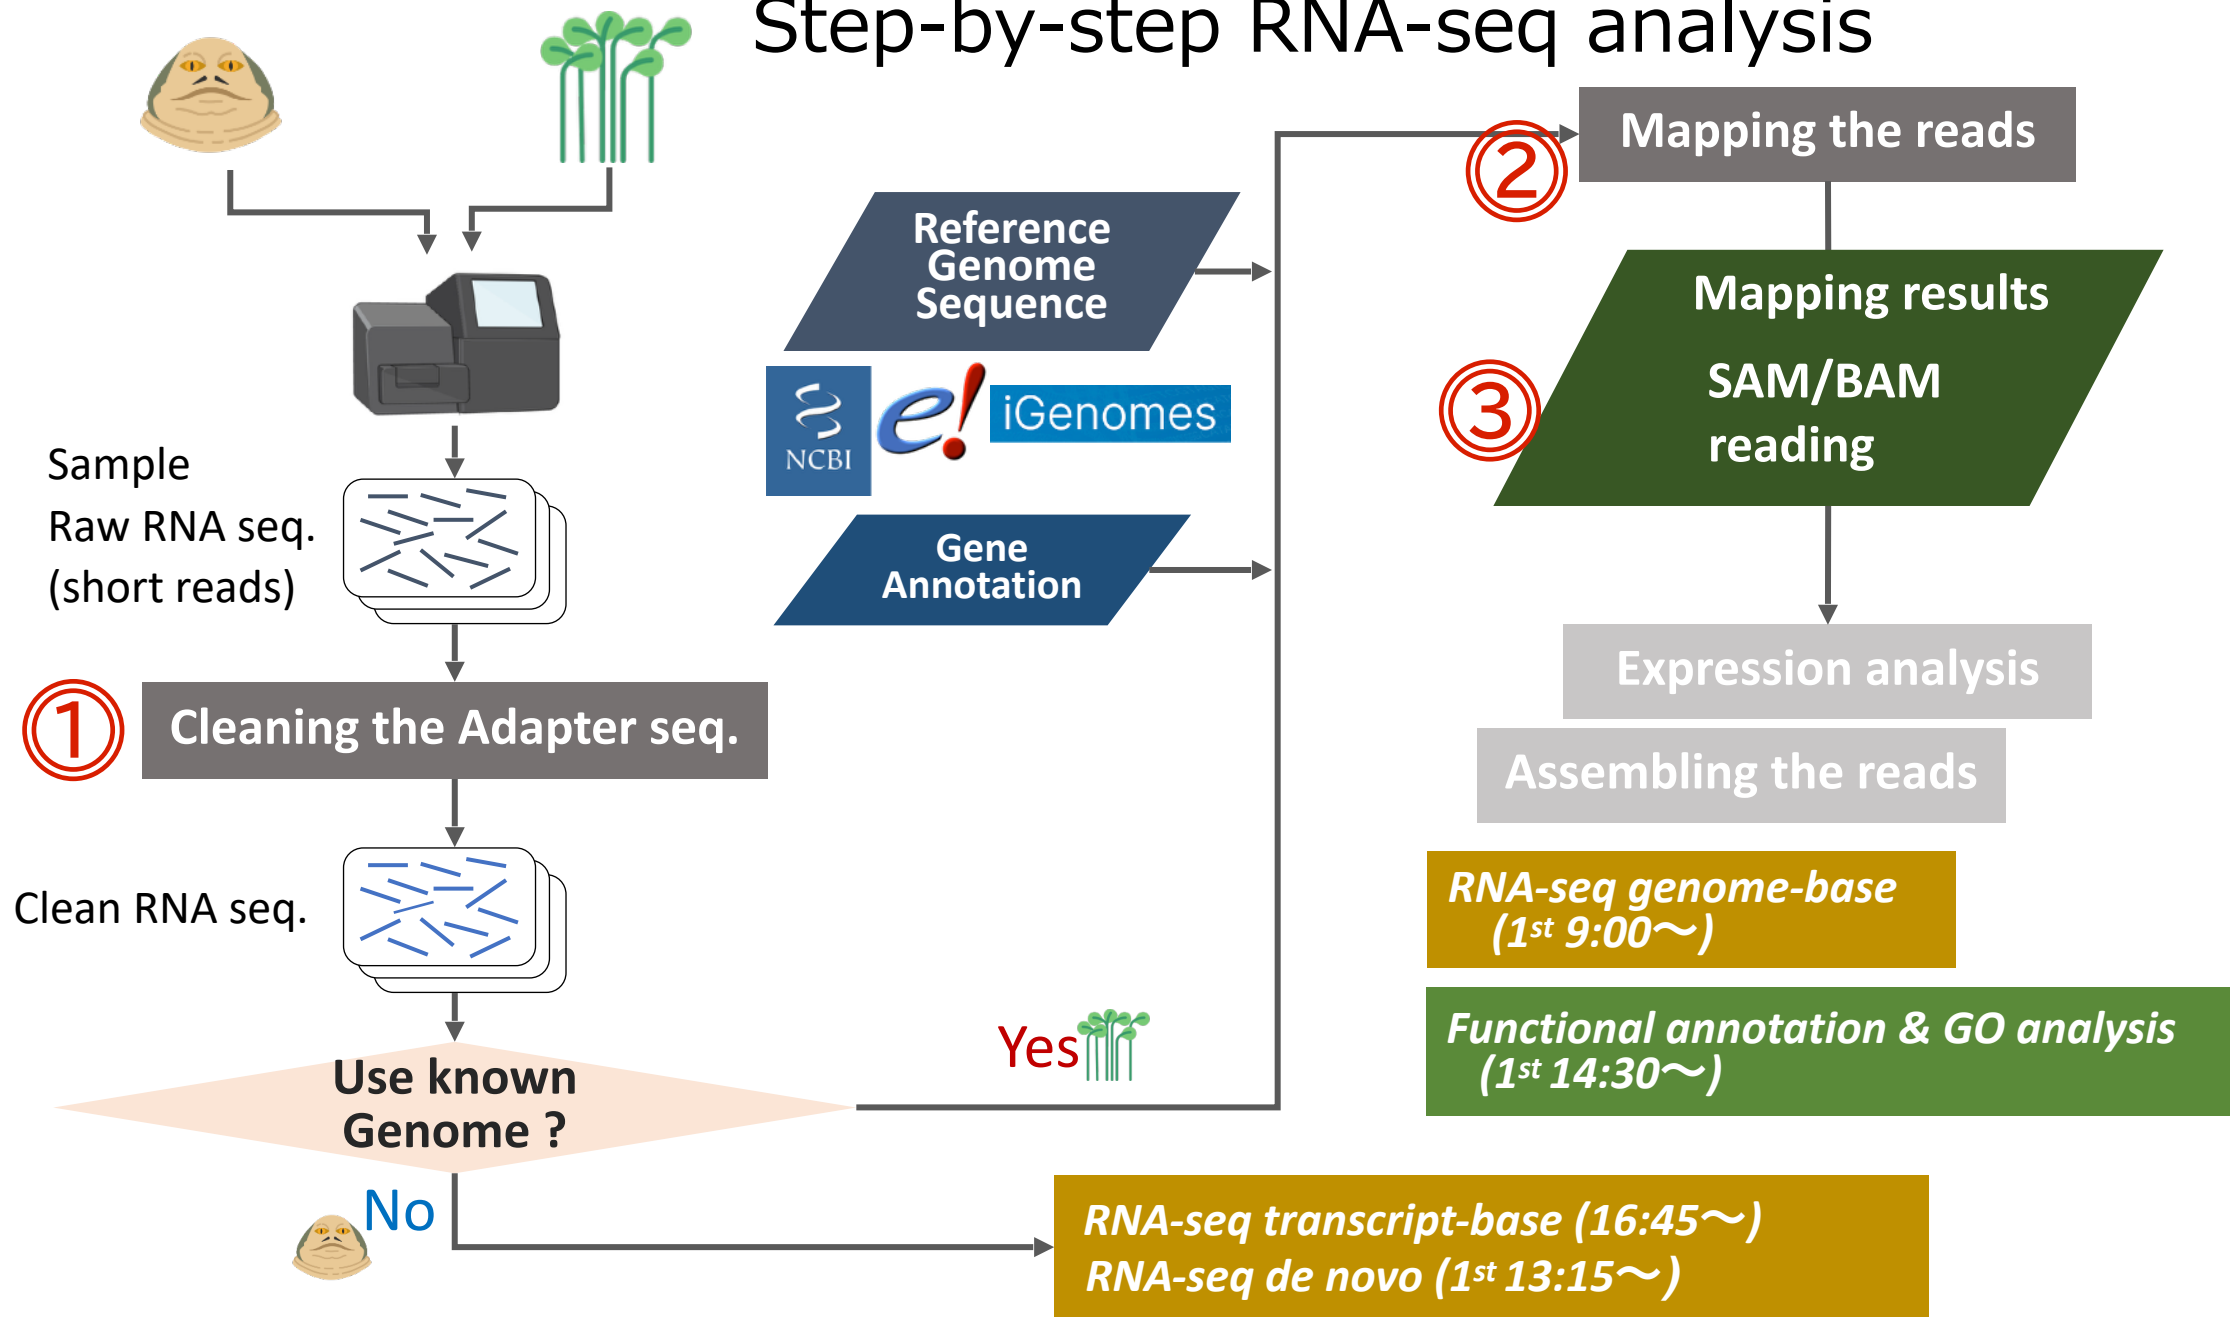 Step-by-step RNA-seq analysis
Sample
Raw RNA seq.
(short reads)
①
Cleaning the Adapter seq.
Clean RNA seq.
Use known
Genome ?
Yes
No
Reference
Genome
Sequence
NCBI
e!
iGenomes
Gene
Annotation
②
Mapping the reads
Mapping results
③
SAM/BAM
reading
Expression analysis
Assembling the reads
RNA-seq genome-base
(1st 9:00～)
Functional annotation & GO analysis
(1st 14:30～)
RNA-seq transcript-base (16:45～)
RNA-seq de novo (1st 13:15～)